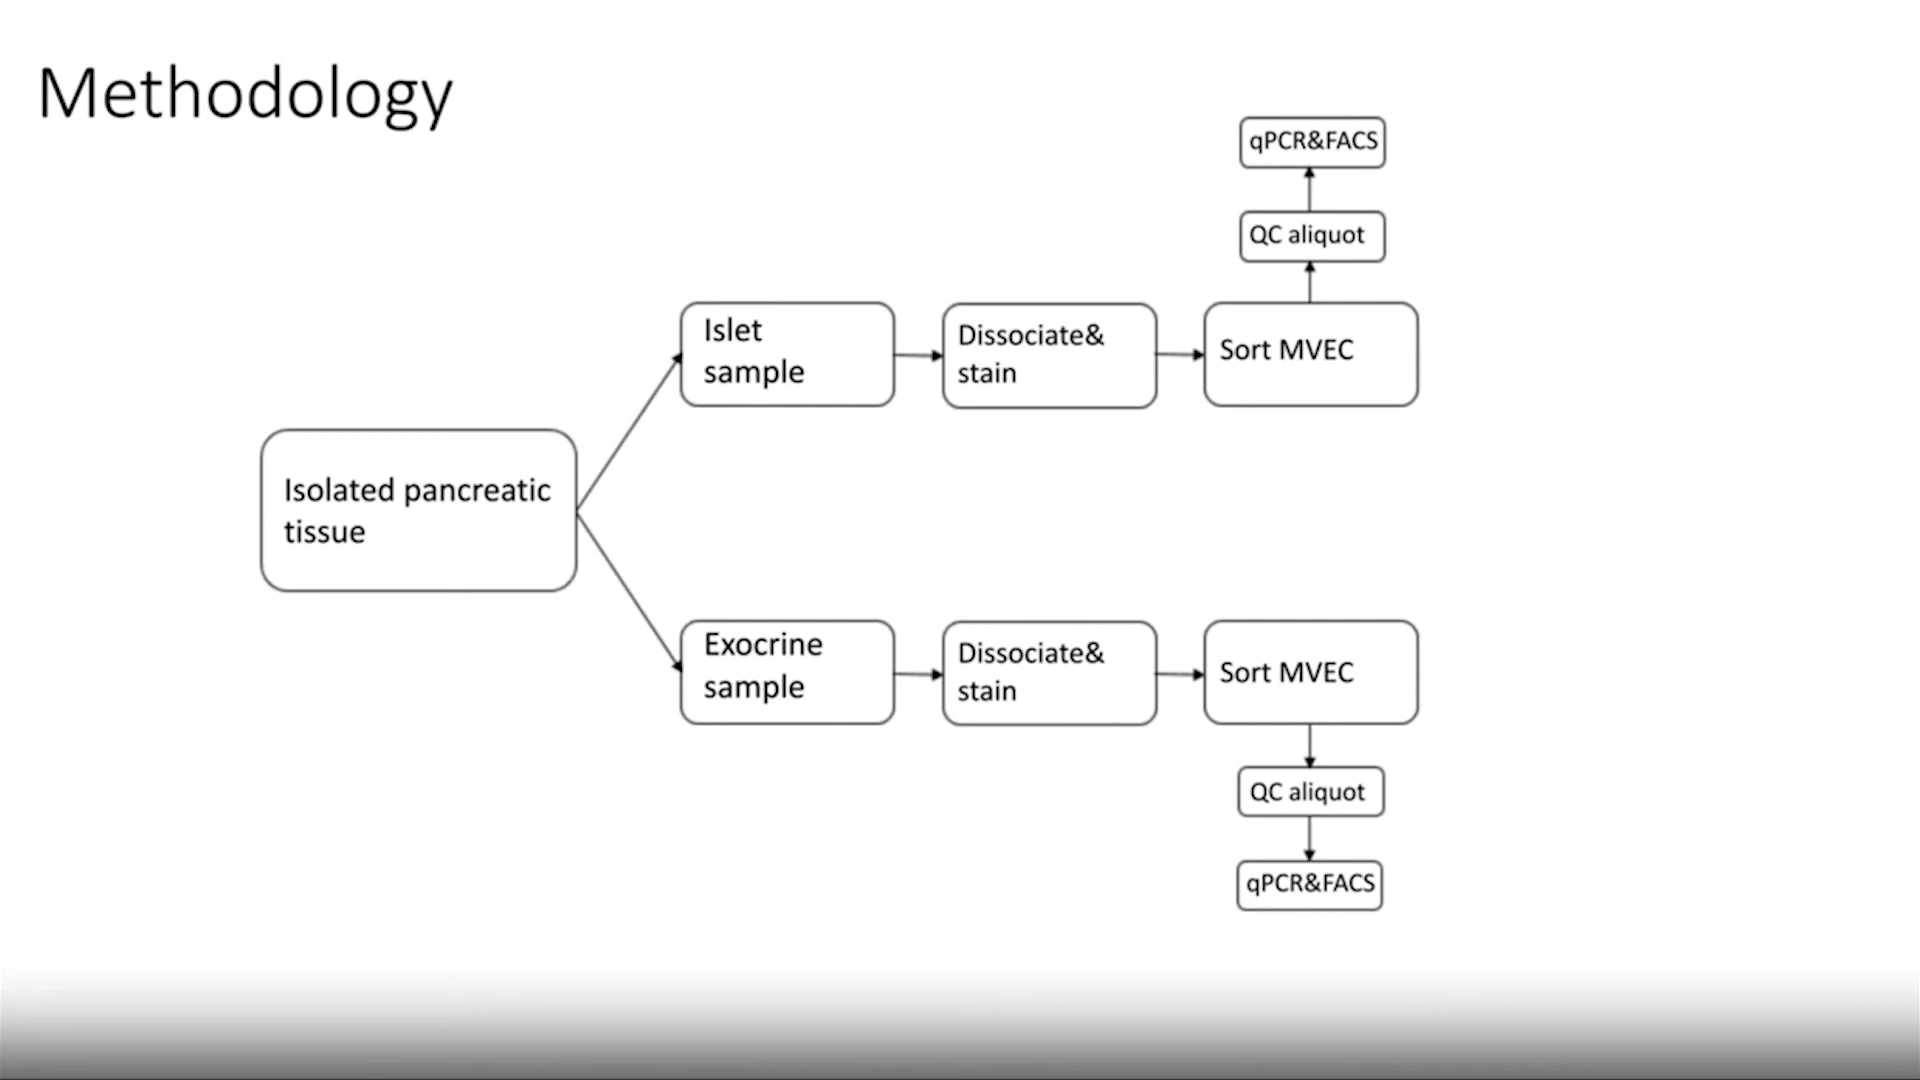 Methodology
qPCR&FACS
QC aliquot
Islet
sample
Dissociate&
stain
Sort MVEC
Isolated pancreatic
tissue
Exocrine
sample
Dissociate&
stain
Sort MVEC
QC aliquot
qPCR&FACS